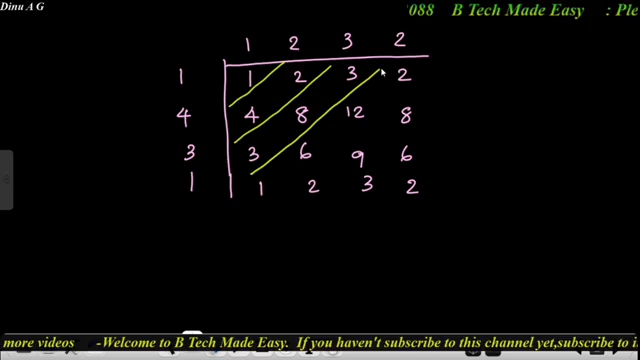 Dinu A G
088 B Tech Made Easy : Ple
1 2 3 2
1 1 2 3 2
4 4 8 12 8
3 3 6 9 6
1 1 2 3 2
more videos -Welcome to B Tech Made Easy. If you haven't subscribe to this channel yet,subscribe to i